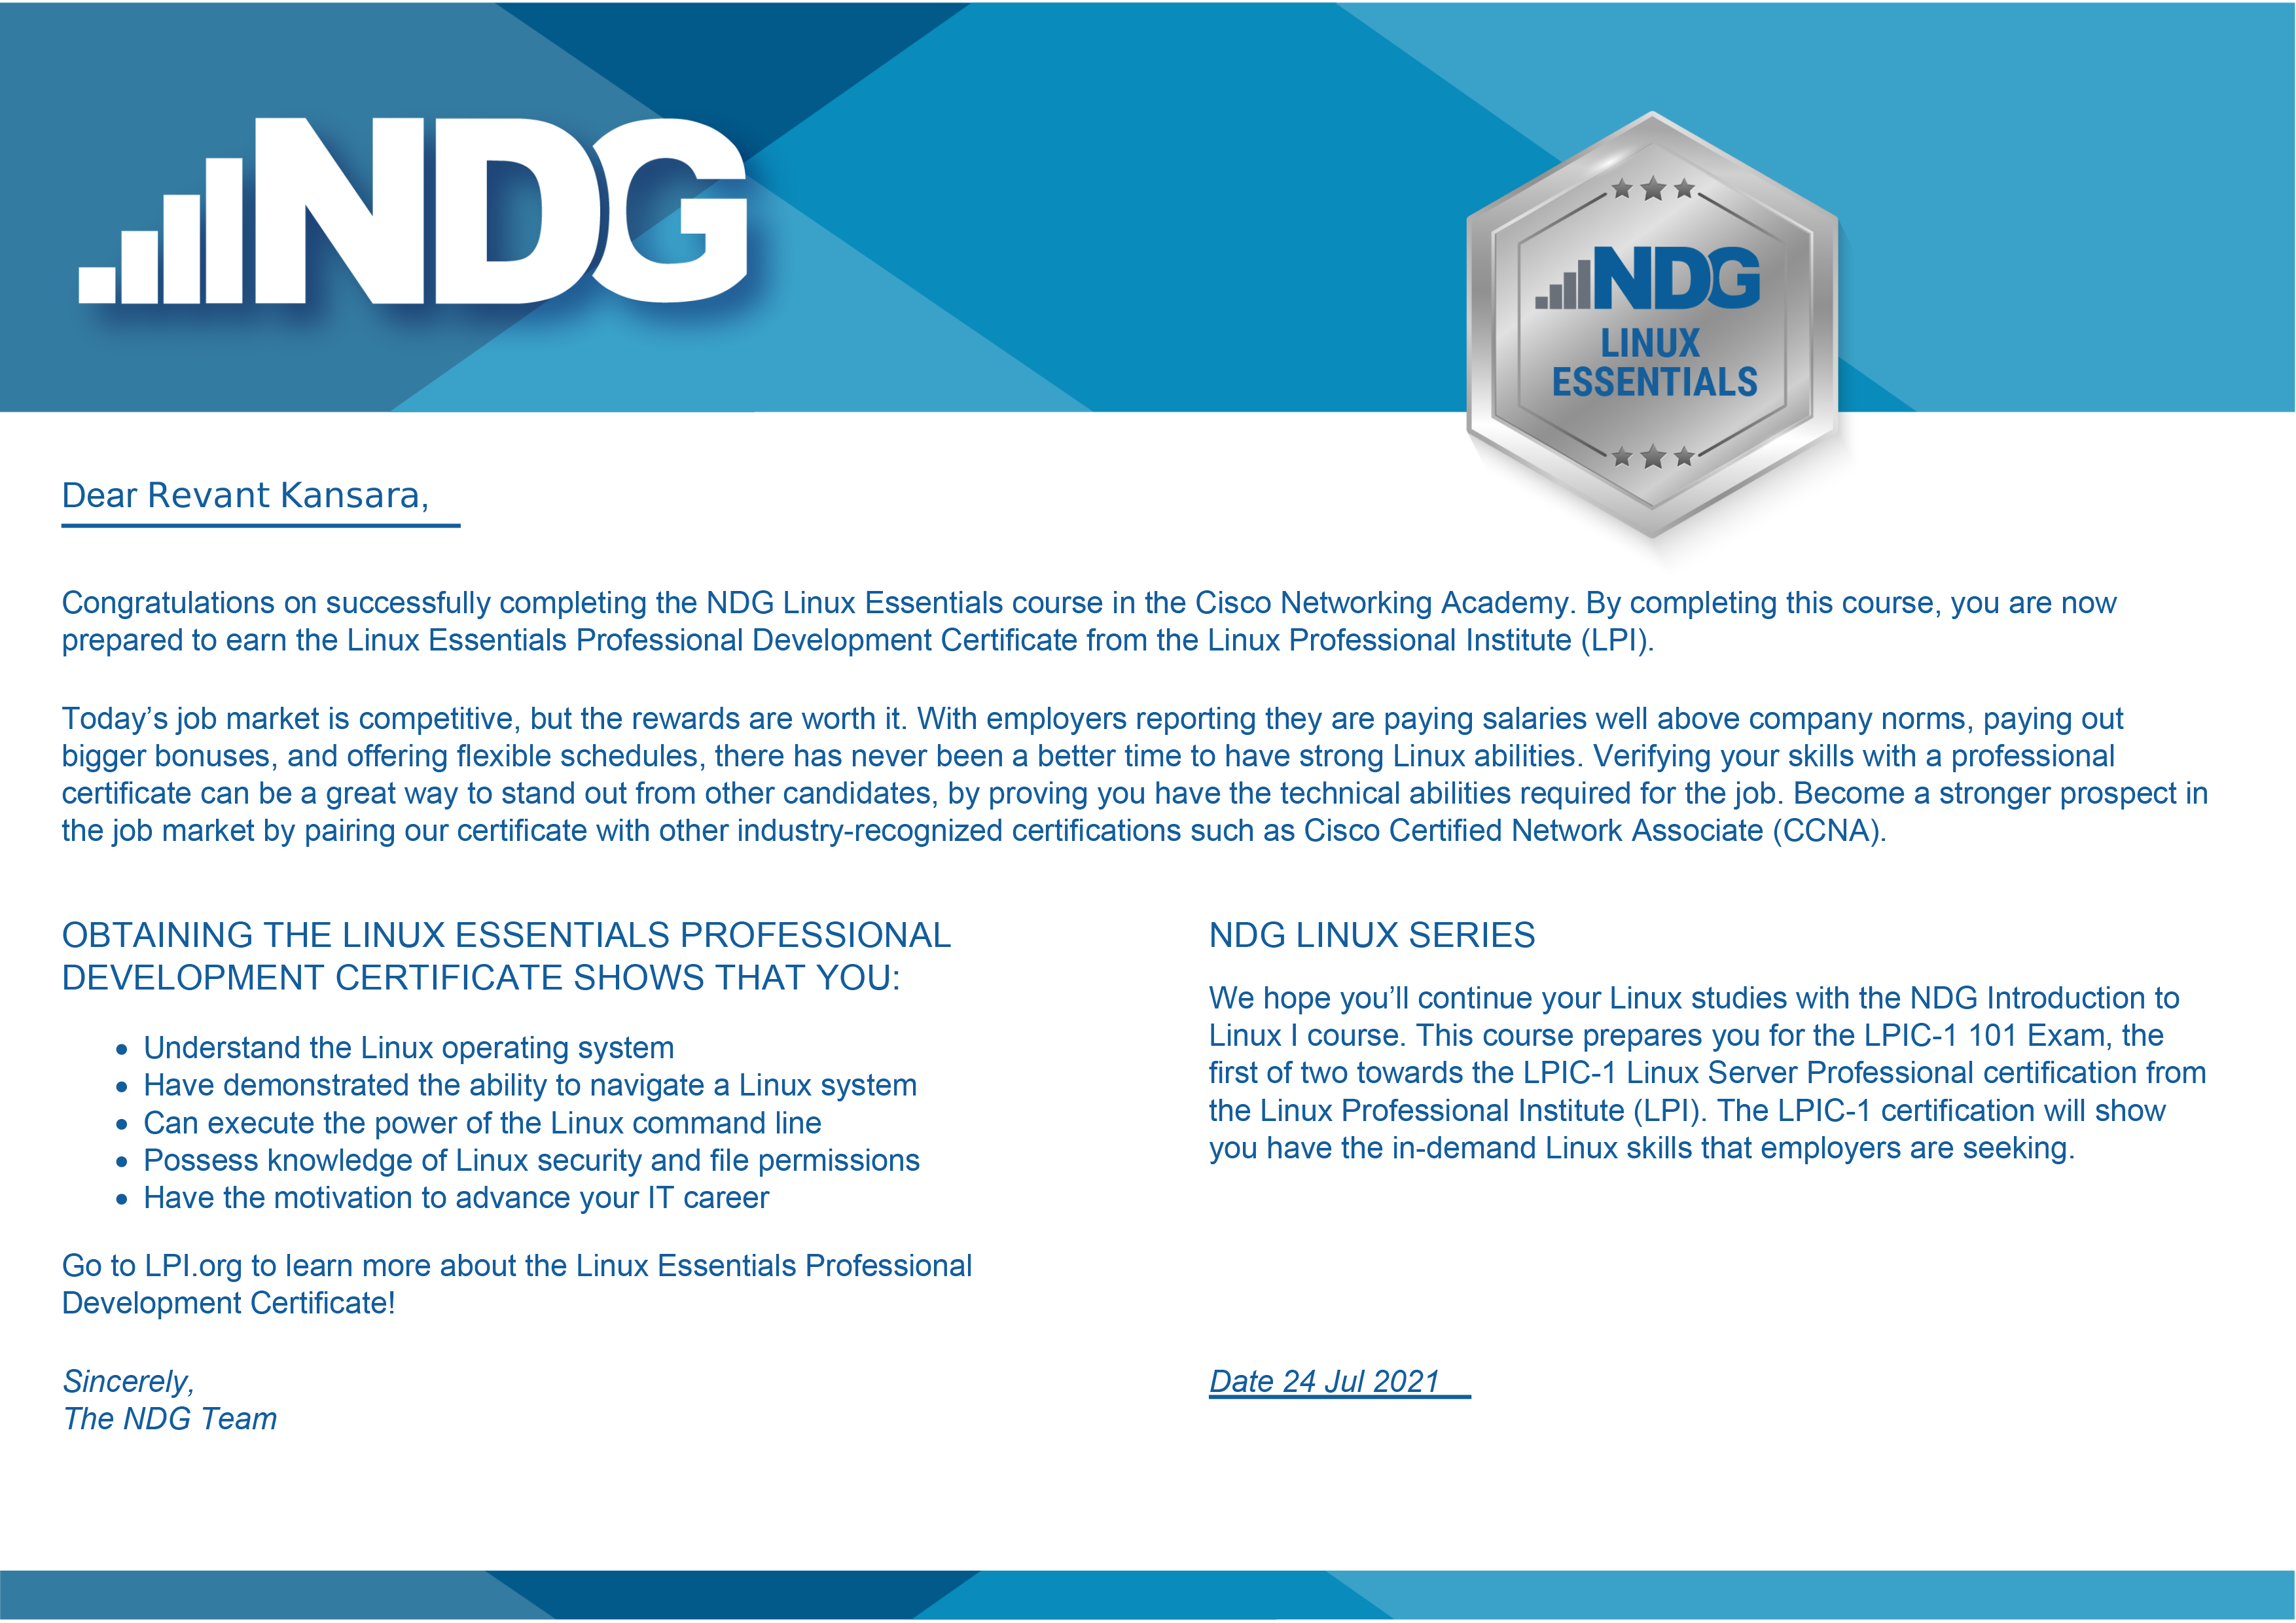 NDG
NDG
LINUX
ESSENTIALS
Dear Revant Kansara,
Congratulations on successfully completing the NDG Linux Essentials course in the Cisco Networking Academy. By completing this course, you are now
prepared to earn the Linux Essentials Professional Development Certificate from the Linux Professional Institute (LPI).
Today’s job market is competitive, but the rewards are worth it. With employers reporting they are paying salaries well above company norms, paying out
bigger bonuses, and offering flexible schedules, there has never been a better time to have strong Linux abilities. Verifying your skills with a professional
certificate can be a great way to stand out from other candidates, by proving you have the technical abilities required for the job. Become a stronger prospect in
the job market by pairing our certificate with other industry-recognized certifications such as Cisco Certified Network Associate (CCNA).
OBTAINING THE LINUX ESSENTIALS PROFESSIONAL
DEVELOPMENT CERTIFICATE SHOWS THAT YOU:
• Understand the Linux operating system
• Have demonstrated the ability to navigate a Linux system
• Can execute the power of the Linux command line
• Possess knowledge of Linux security and file permissions
• Have the motivation to advance your IT career
Go to LPI.org to learn more about the Linux Essentials Professional
Development Certificate!
Sincerely,
The NDG Team
NDG LINUX SERIES
We hope you’ll continue your Linux studies with the NDG Introduction to
Linux I course. This course prepares you for the LPIC-1 101 Exam, the
first of two towards the LPIC-1 Linux Server Professional certification from
the Linux Professional Institute (LPI). The LPIC-1 certification will show
you have the in-demand Linux skills that employers are seeking.
Date 24 Jul 2021